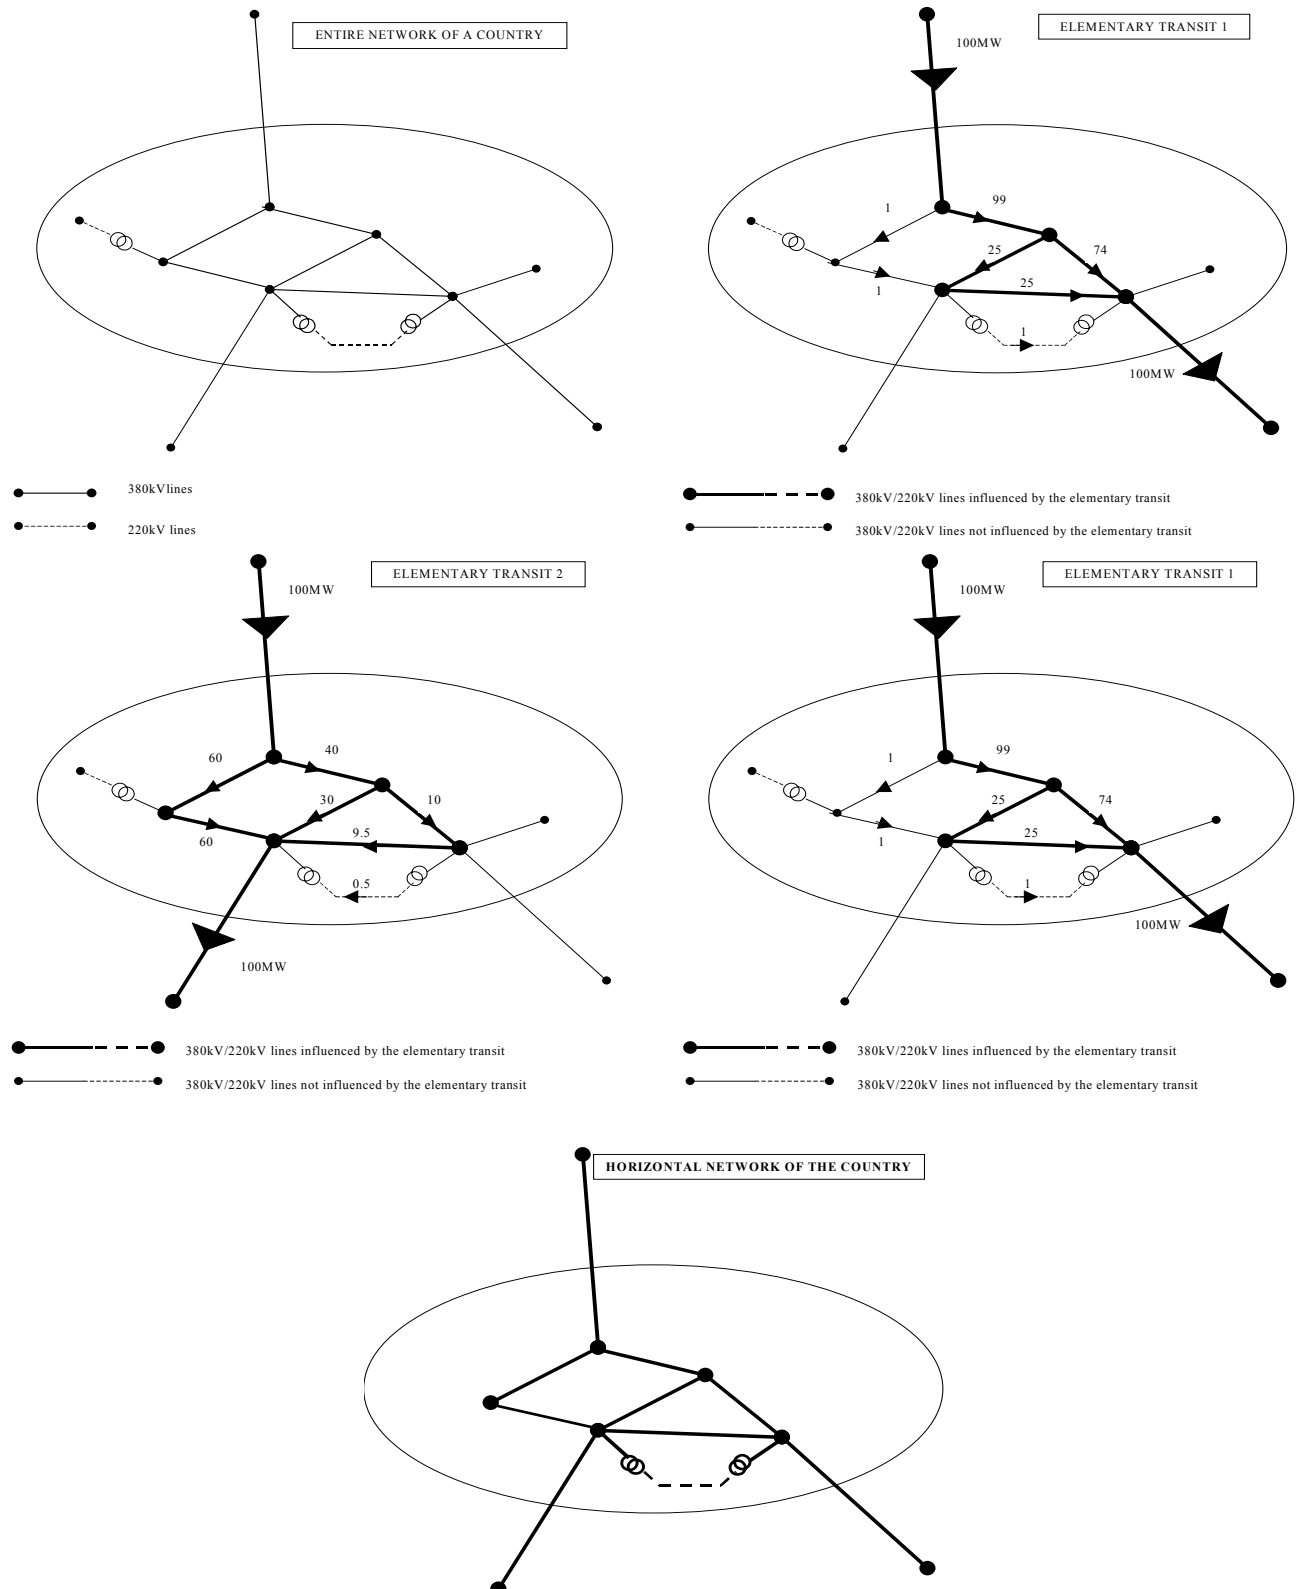 ENTIRE NETWORK OF A COUNTRY
380kVlines
220kV lines
ELEMENTARY TRANSIT 1
100MW
1
99
25
74
25
1
1
100MW
380kV/220kV lines influenced by the elementary transit
380kV/220kV lines not influenced by the elementary transit
ELEMENTARY TRANSIT 2
100MW
60
40
30
10
9.5
60
0.5
100MW
380kV/220kV lines influenced by the elementary transit
380kV/220kV lines not influenced by the elementary transit
ELEMENTARY TRANSIT 1
100MW
1
99
25
74
25
1
1
100MW
380kV/220kV lines influenced by the elementary transit
380kV/220kV lines not influenced by the elementary transit
HORIZONTAL NETWORK OF THE COUNTRY